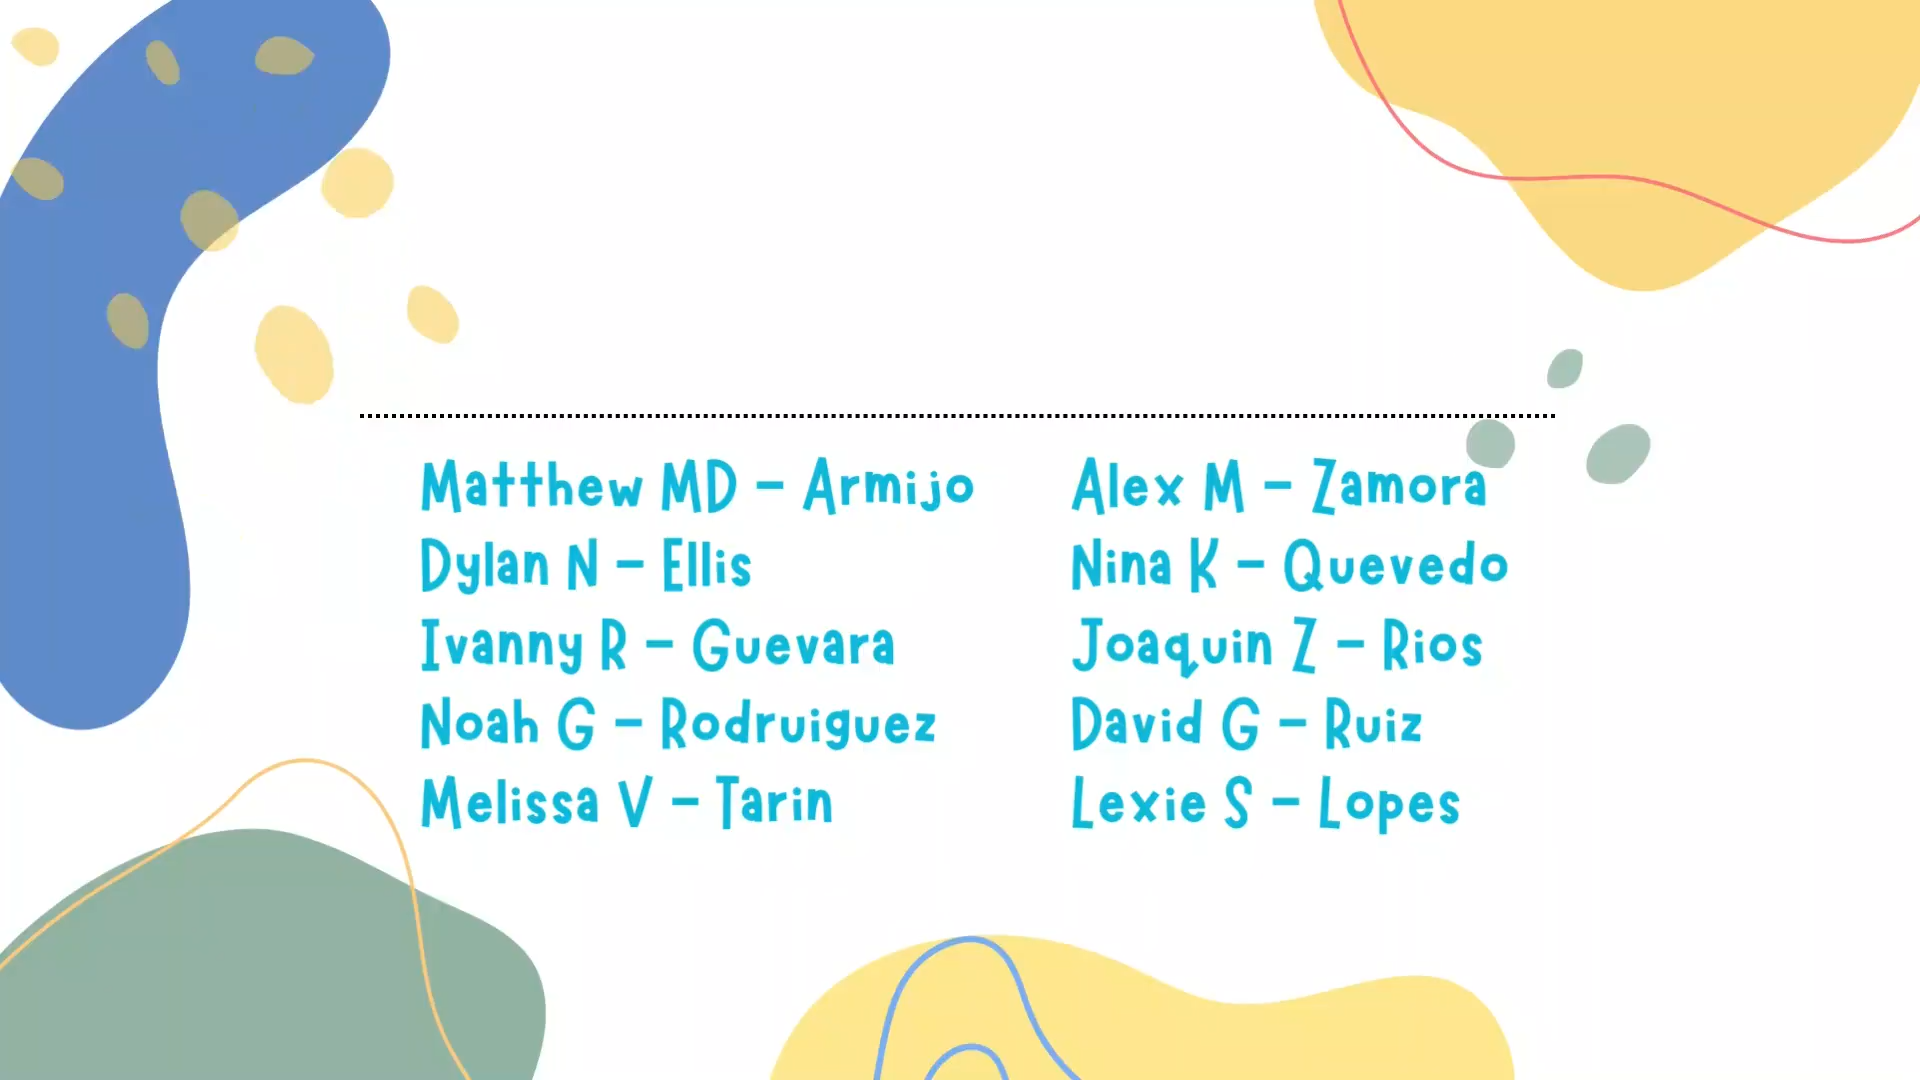 Matthew MD - Armijo
Dylan N - Ellis
Ivanny R - Guevara
Noah G - Rodruiguez
Melissa V - Tarin
Alex M - Zamora
Nina K - Quevedo
Joaquin Z - Rios
David G - Ruiz
Lexie S - Lopes